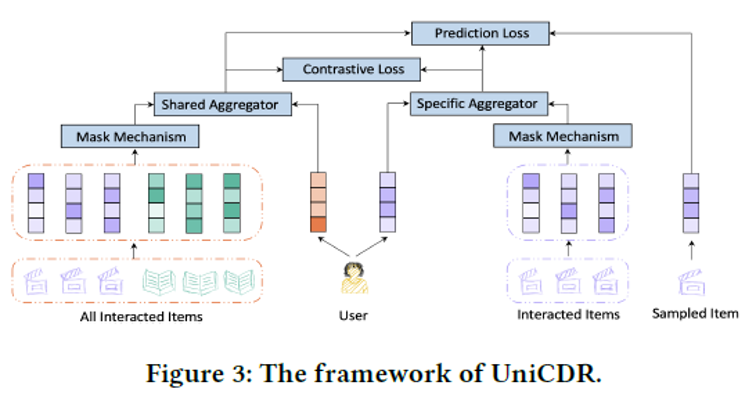 Prediction Loss
Contrastive Loss
Shared Aggregator
Specific Aggregator
Mask Mechanism
Mask Mechanism
All Interacted Items
User
Interacted Items
Sampled Item
Figure 3: The framework of UniCDR.